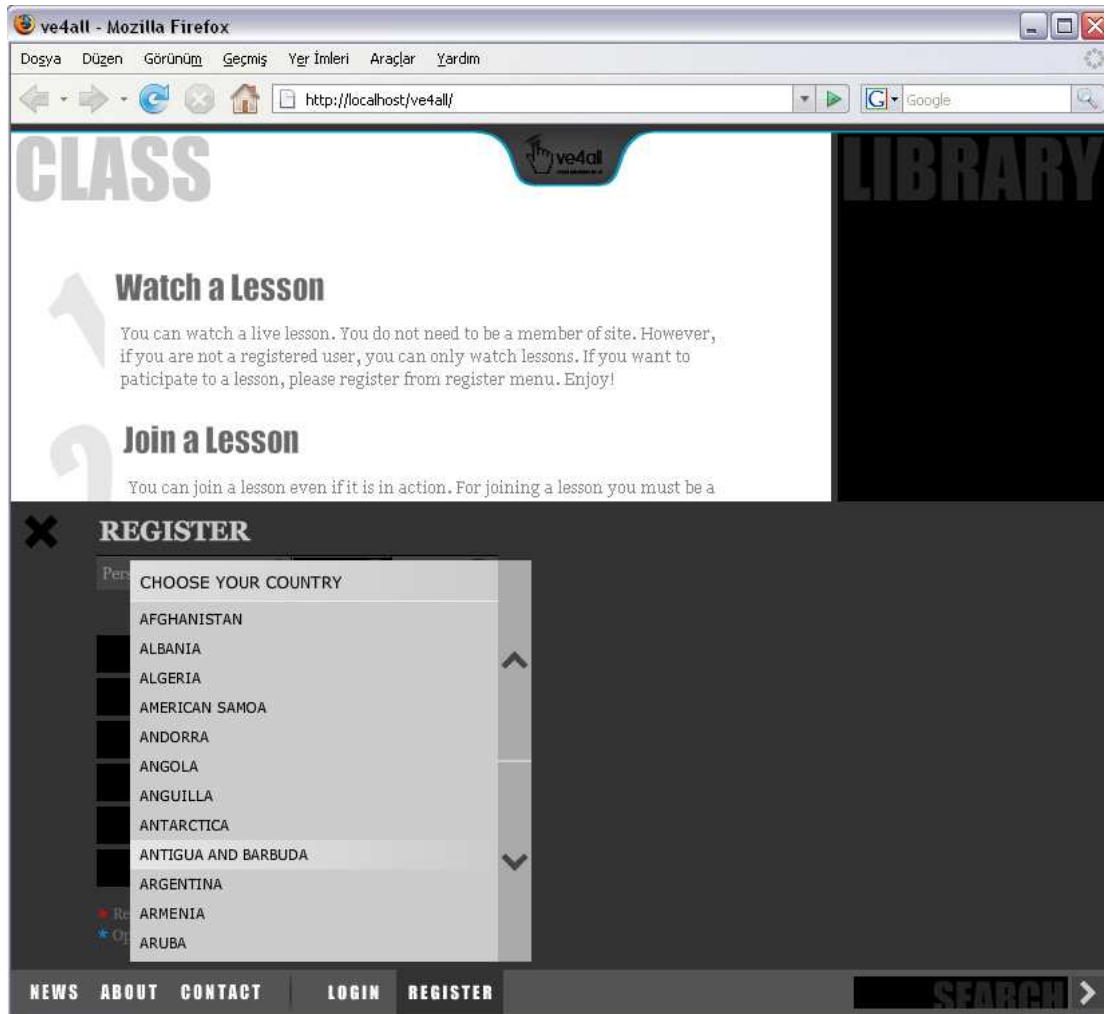 ve4all - Mozilla Firefox
Dosya Düzen Görünüm Geçmiş Yer İmleri Araçlar Yardım
http://localhost/ve4all/
G Google
CLASS
ve4all
LIBRARY
1
Watch a Lesson
You can watch a live lesson. You do not need to be a member of site. However,
if you are not a registered user, you can only watch lessons. If you want to
paticipate to a lesson, please register from register menu. Enjoy!
2
Join a Lesson
You can join a lesson even if it is in action. For joining a lesson you must be a
REGISTER
Pers
CHOOSE YOUR COUNTRY
AFGHANISTAN
ALBANIA
ALGERIA
AMERICAN SAMOA
ANDORRA
ANGOLA
ANGUILLA
ANTARCTICA
ANTIGUA AND BARBUDA
ARGENTINA
ARMENIA
ARUBA
* Re
* Op
NEWS ABOUT CONTACT LOGIN REGISTER
SEARCH